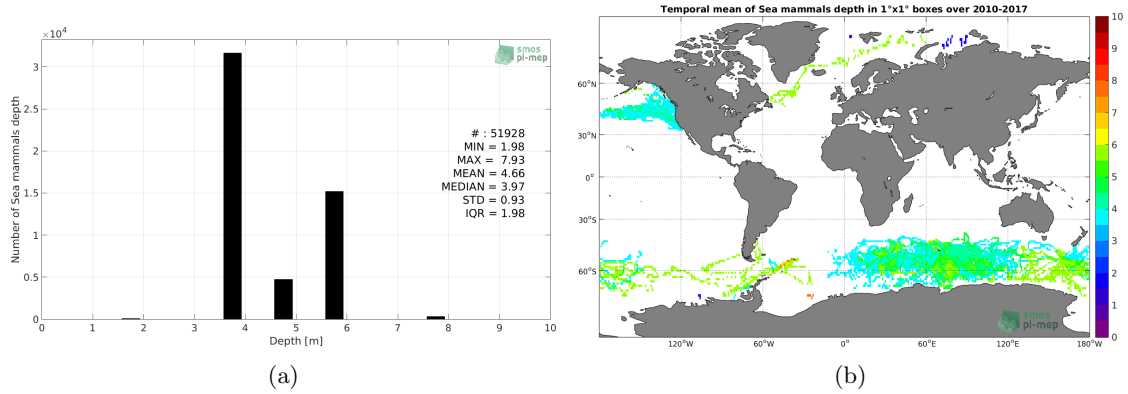 ×10⁴
3
2.5
2
1.5
1
0.5
0
Number of Sea mammals depth
smos
pi-mep
# : 51928
MIN = 1.98
MAX = 7.93
MEAN = 4.66
MEDIAN = 3.97
STD = 0.93
IQR = 1.98
0 1 2 3 4 5 6 7 8 9 10
Depth [m]
(a)
Temporal mean of Sea mammals depth in 1°x1° boxes over 2010-2017
60°N
30°N
0°
30°S
60°S
smos
pi-mep
120°W 60°W 0° 60°E 120°E 180°W
10
9
8
7
6
5
4
3
2
1
0
(b)